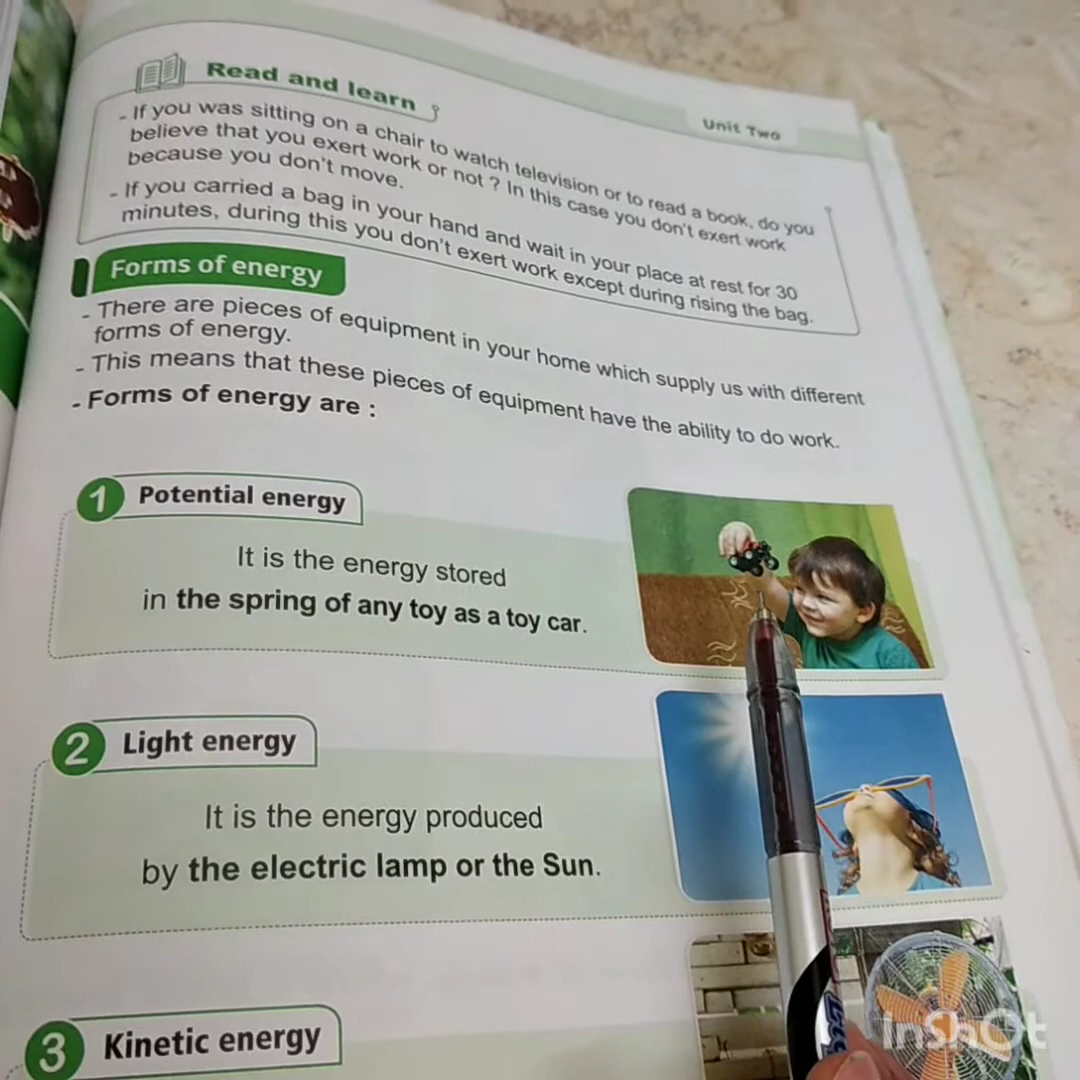 Read and learn
Unit Two
- If you was sitting on a chair to watch television or to read a book, do you
believe that you exert work or not ? In this case you don't exert work
because you don't move.
- If you carried a bag in your hand and wait in your place at rest for 30
minutes, during this you don't exert work except during rising the bag.
Forms of energy
- There are pieces of equipment in your home which supply us with different
forms of energy.
- This means that these pieces of equipment have the ability to do work.
- Forms of energy are :
1 Potential energy
It is the energy stored
in the spring of any toy as a toy car.
2 Light energy
It is the energy produced
by the electric lamp or the Sun.
3 Kinetic energy
InShOt